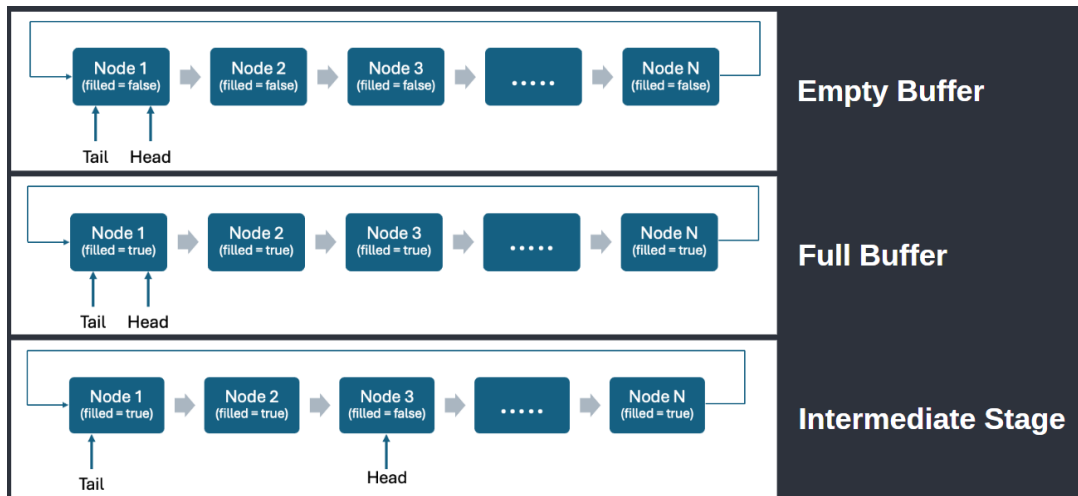 Node 1
(filled = false)
Node 2
(filled = false)
Node 3
(filled = false)
.....
Node N
(filled = false)
Tail
Head
Empty Buffer
Node 1
(filled = true)
Node 2
(filled = true)
Node 3
(filled = true)
.....
Node N
(filled = true)
Tail
Head
Full Buffer
Node 1
(filled = true)
Node 2
(filled = true)
Node 3
(filled = false)
.....
Node N
(filled = true)
Tail
Head
Intermediate Stage